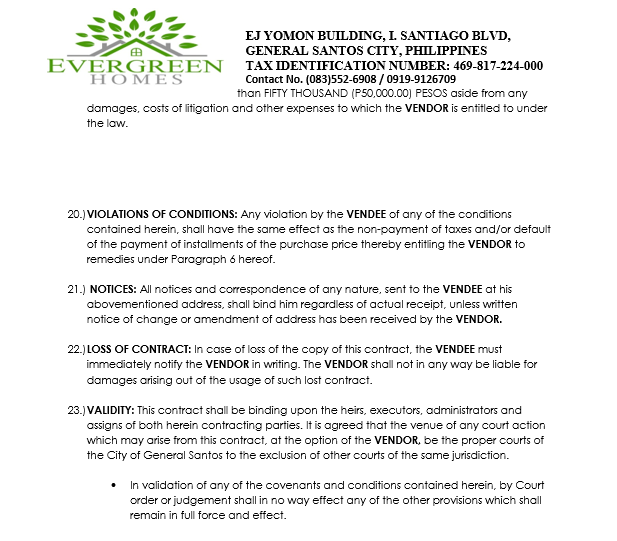 EVERGREEN
HOMES
EJ YOMON BUILDING, I. SANTIAGO BLVD,
GENERAL SANTOS CITY, PHILIPPINES
TAX IDENTIFICATION NUMBER: 469-817-224-000
Contact No. (083)552-6908 / 0919-9126709
than FIFTY THOUSAND (P50,000.00) PESOS aside from any
damages, costs of litigation and other expenses to which the VENDOR is entitled to under
the law.
20.) VIOLATIONS OF CONDITIONS: Any violation by the VENDEE of any of the conditions
contained herein, shall have the same effect as the non-payment of taxes and/or default
of the payment of installments of the purchase price thereby entitling the VENDOR to
remedies under Paragraph 6 hereof.
21.) NOTICES: All notices and correspondence of any nature, sent to the VENDEE at his
abovementioned address, shall bind him regardless of actual receipt, unless written
notice of change or amendment of address has been received by the VENDOR.
22.) LOSS OF CONTRACT: In case of loss of the copy of this contract, the VENDEE must
immediately notify the VENDOR in writing. The VENDOR shall not in any way be liable for
damages arising out of the usage of such lost contract.
23.) VALIDITY: This contract shall be binding upon the heirs, executors, administrators and
assigns of both herein contracting parties. It is agreed that the venue of any court action
which may arise from this contract, at the option of the VENDOR, be the proper courts of
the City of General Santos to the exclusion of other courts of the same jurisdiction.
• In validation of any of the covenants and conditions contained herein, by Court
order or judgement shall in no way effect any of the other provisions which shall
remain in full force and effect.